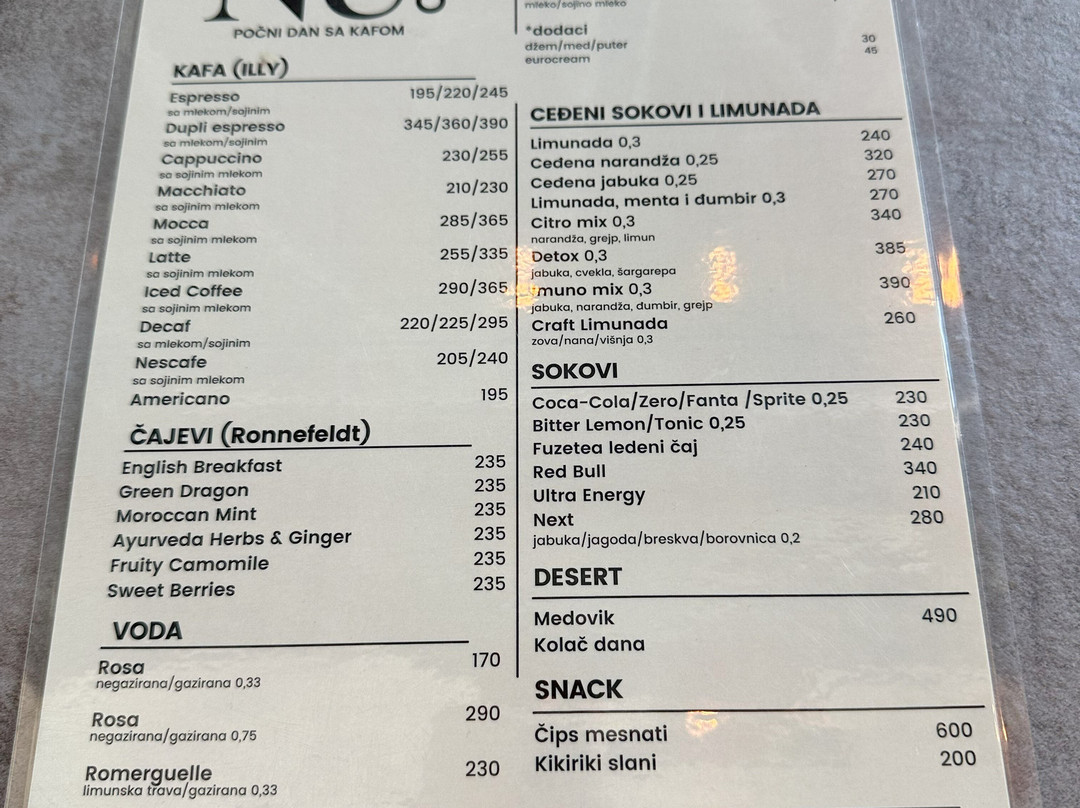 POČNI DAN SA KAFOM
KAFA (ILLY)
Espresso 195/220/245
sa mlekom/sojinim
Dupli espresso 345/360/390
sa mlekom/sojinim
Cappuccino 230/255
sa sojinim mlekom
Macchiato 210/230
sa sojinim mlekom
Mocca 285/365
sa sojinim mlekom
Latte 255/335
sa sojinim mlekom
Iced Coffee 290/365
sa sojinim mlekom
Decaf 220/225/295
sa mlekom/sojinim
Nescafe 205/240
sa sojinim mlekom
Americano 195
ČAJEVI (Ronnefeldt)
English Breakfast 235
Green Dragon 235
Moroccan Mint 235
Ayurveda Herbs & Ginger 235
Fruity Camomile 235
Sweet Berries 235
VODA
Rosa 170
negazirana/gazirana 0,33
Rosa 290
negazirana/gazirana 0,75
Romerguelle 230
limunska trava/gazirana 0,33
mleko/sojino mleko
*dodaci
džem/med/puter 30
eurocream 45
CEĐENI SOKOVI I LIMUNADA
Limunada 0,3 240
Cedena narandža 0,25 320
Cedena jabuka 0,25 270
Limunada, menta i đumbir 0,3 270
Citro mix 0,3 340
narandža, grejp, limun
Detox 0,3 385
jabuka, cvekla, šargarepa
Imuno mix 0,3 390
jabuka, narandža, đumbir, grejp
Craft Limunada 260
zova/nana/višnja 0,3
SOKOVI
Coca-Cola/Zero/Fanta /Sprite 0,25 230
Bitter Lemon/Tonic 0,25 230
Fuzetea ledeni čaj 240
Red Bull 340
Ultra Energy 210
Next 280
jabuka/jagoda/breskva/borovnica 0,2
DESERT
Medovik 490
Kolač dana
SNACK
Čips mesnati 600
Kikiriki slani 200